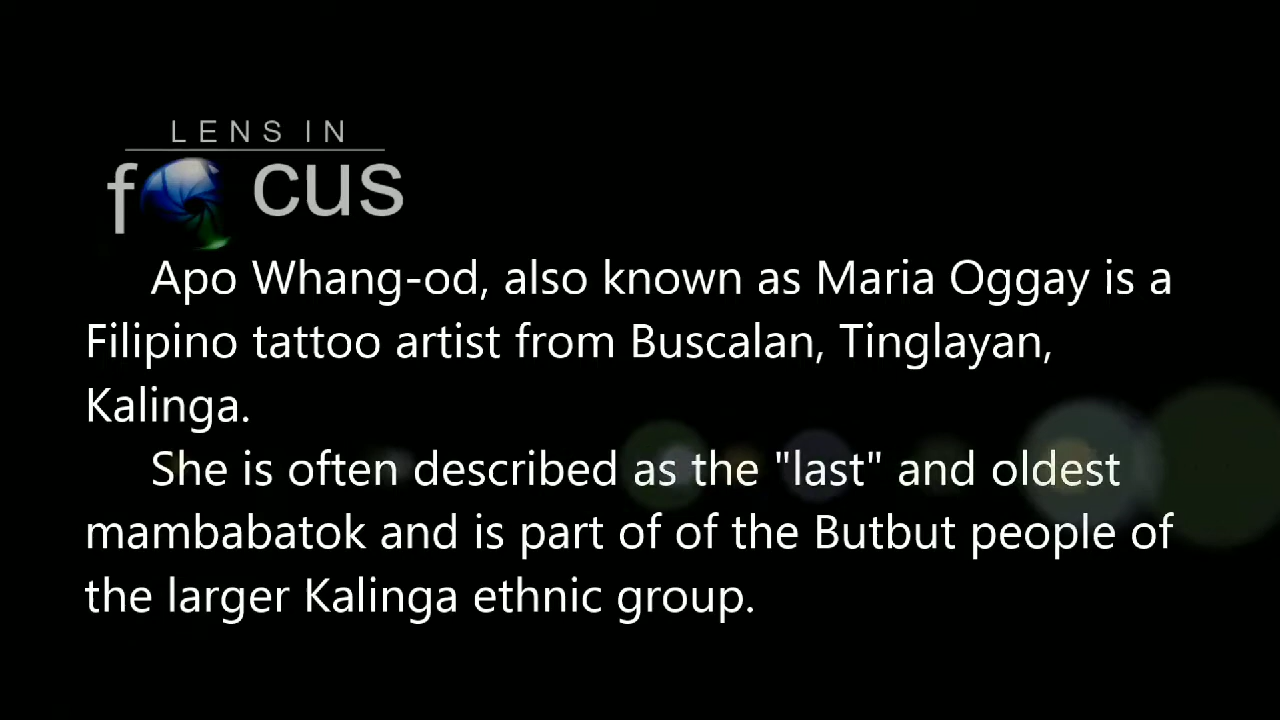 LENS IN
focus
Apo Whang-od, also known as Maria Oggay is a
Filipino tattoo artist from Buscalan, Tinglayan,
Kalinga.
She is often described as the "last" and oldest
mambabatok and is part of of the Butbut people of
the larger Kalinga ethnic group.